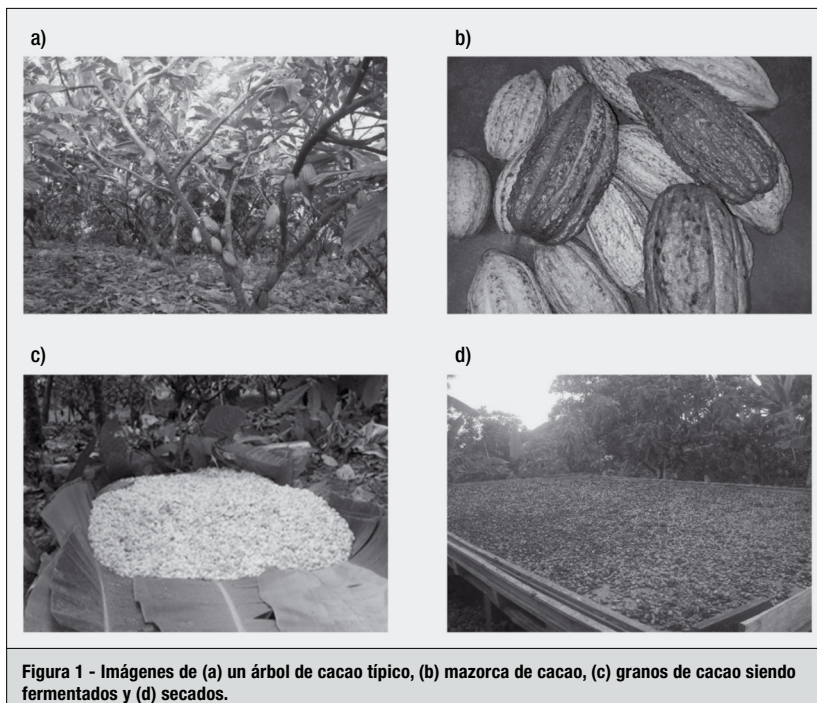 a)
b)
c)
d)
Figura 1 - Imágenes de (a) un árbol de cacao típico, (b) mazorca de cacao, (c) granos de cacao siendo
fermentados y (d) secados.